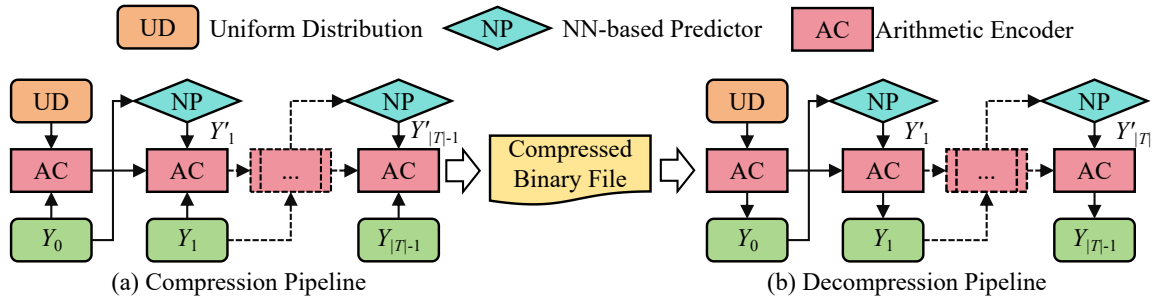 UD Uniform Distribution NP NN-based Predictor AC Arithmetic Encoder
UD NP NP UD NP NP
Y′1 Y′|T|-1 Y′1 Y′|T|
AC AC ... AC Compressed Binary File AC AC ... AC
Y0 Y1 Y|T|-1 Y0 Y1 Y|T|-1
(a) Compression Pipeline (b) Decompression Pipeline